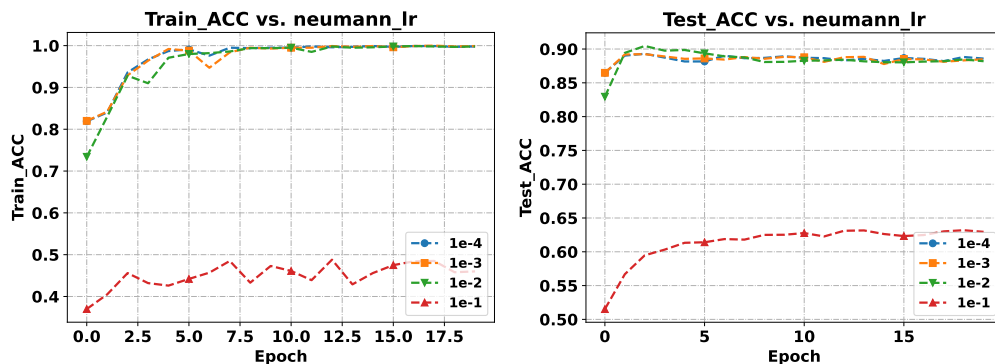 Train_ACC vs. neumann_lr
1.0
0.9
0.8
0.7
0.6
0.5
0.4
Train_ACC
0.0
2.5
5.0
7.5
10.0
12.5
15.0
17.5
Epoch
1e-4
1e-3
1e-2
1e-1
Test_ACC vs. neumann_lr
0.90
0.85
0.80
0.75
0.70
0.65
0.60
0.55
0.50
Test_ACC
0
5
10
15
Epoch
1e-4
1e-3
1e-2
1e-1